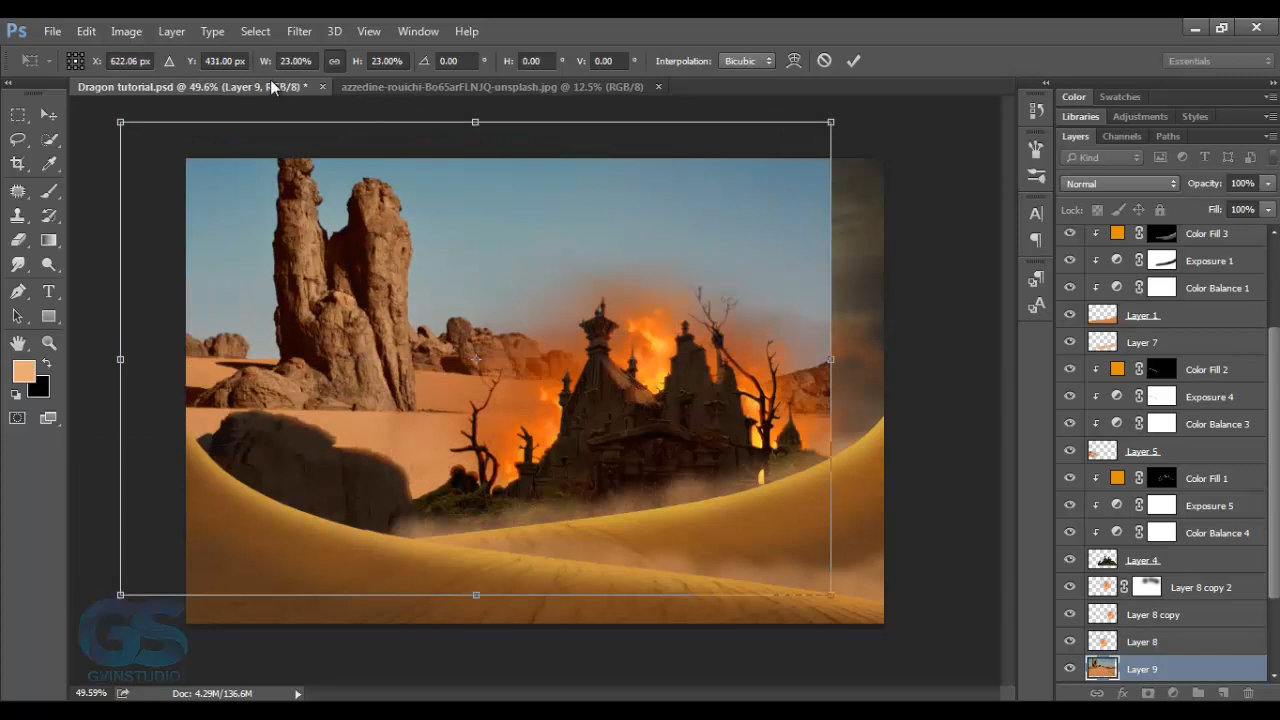 Ps File Edit Image Layer Type Select Filter 3D View Window Help
X: 622.06 px Y: 431.00 px W: 23.00% H: 23.00% 0.00 ° H: 0.00 ° V: 0.00 ° Interpolation: Bicubic Essentials
Dragon tutorial.psd @ 49.6% (Layer 9, RGB/8) * × azzedine-rouichi-Bo6SarFLNJQ-unsplash.jpg @ 12.5% (RGB/8) ×
Color Swatches
Libraries Adjustments Styles
Layers Channels Paths
Kind
Normal Opacity: 100%
Lock: Fill: 100%
Color Fill 3
Exposure 1
Color Balance 1
Layer 1
Layer 7
Color Fill 2
Exposure 4
Color Balance 3
Layer 5
Color Fill 1
Exposure 5
Color Balance 4
Layer 4
Layer 8 copy 2
Layer 8 copy
Layer 8
Layer 9
GS
GVINSTUDIO
49.59% Doc: 4.29M/136.6M